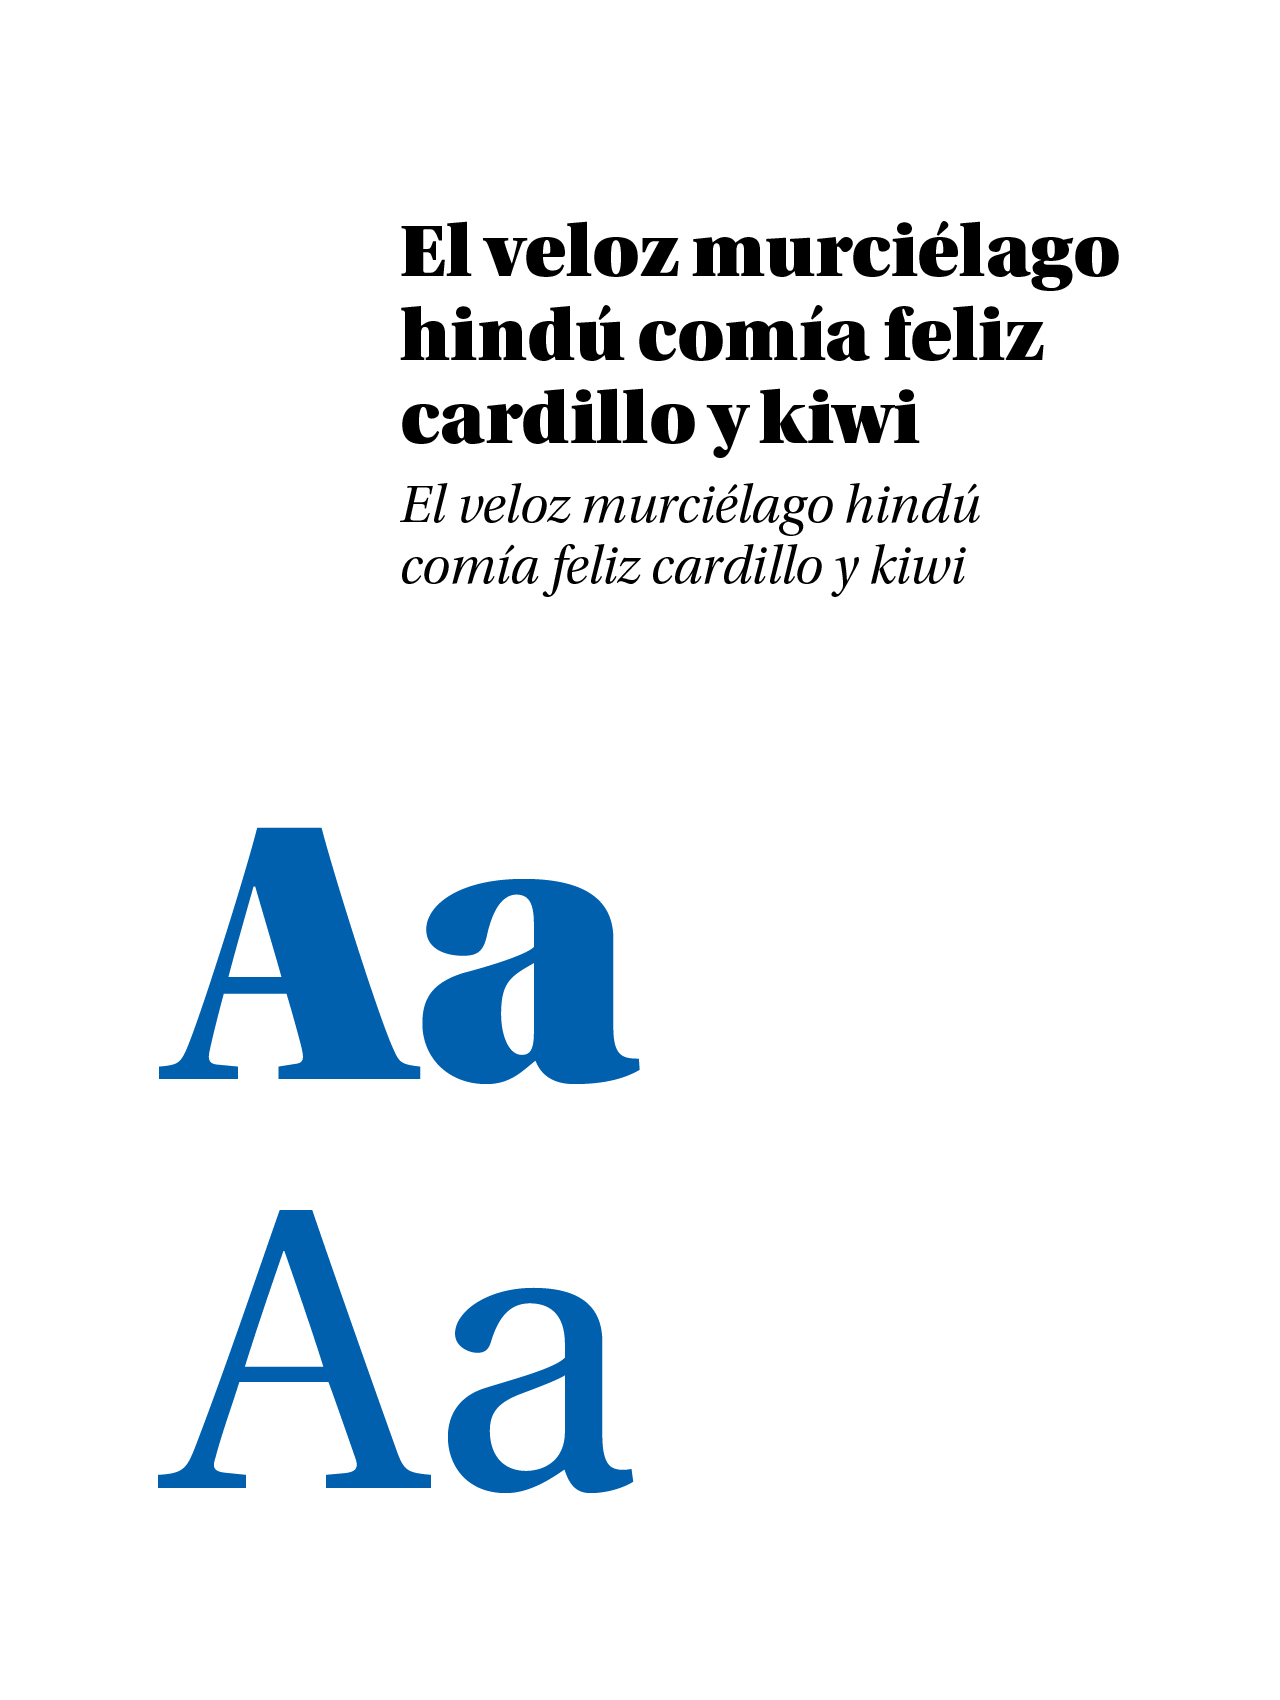 El veloz murciélago
hindú comía feliz
cardillo y kiwi
El veloz murciélago hindú
comía feliz cardillo y kiwi
Aa
Aa